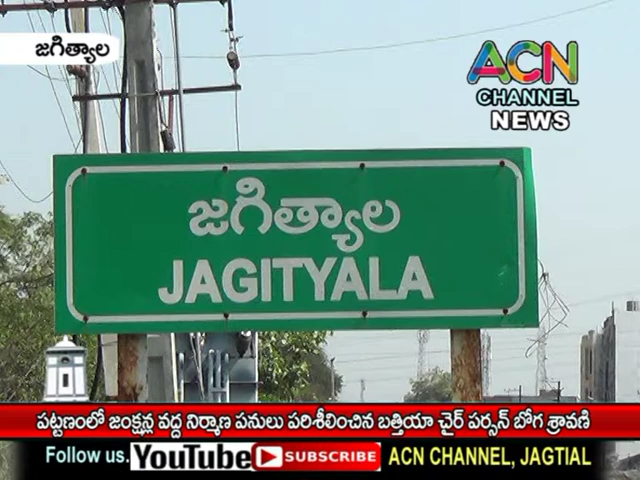 జగిత్యాల
ACN
CHANNEL
NEWS
జగిత్యాల
JAGITYALA
పట్టణంలో జంక్షన్ల వద్ద నిర్మాణ పనులు పరిశీలించిన బత్తియా చైర్ పర్సన్ బోగ శ్రావణి
Follow us. YouTube SUBSCRIBE ACN CHANNEL, JAGTIAL